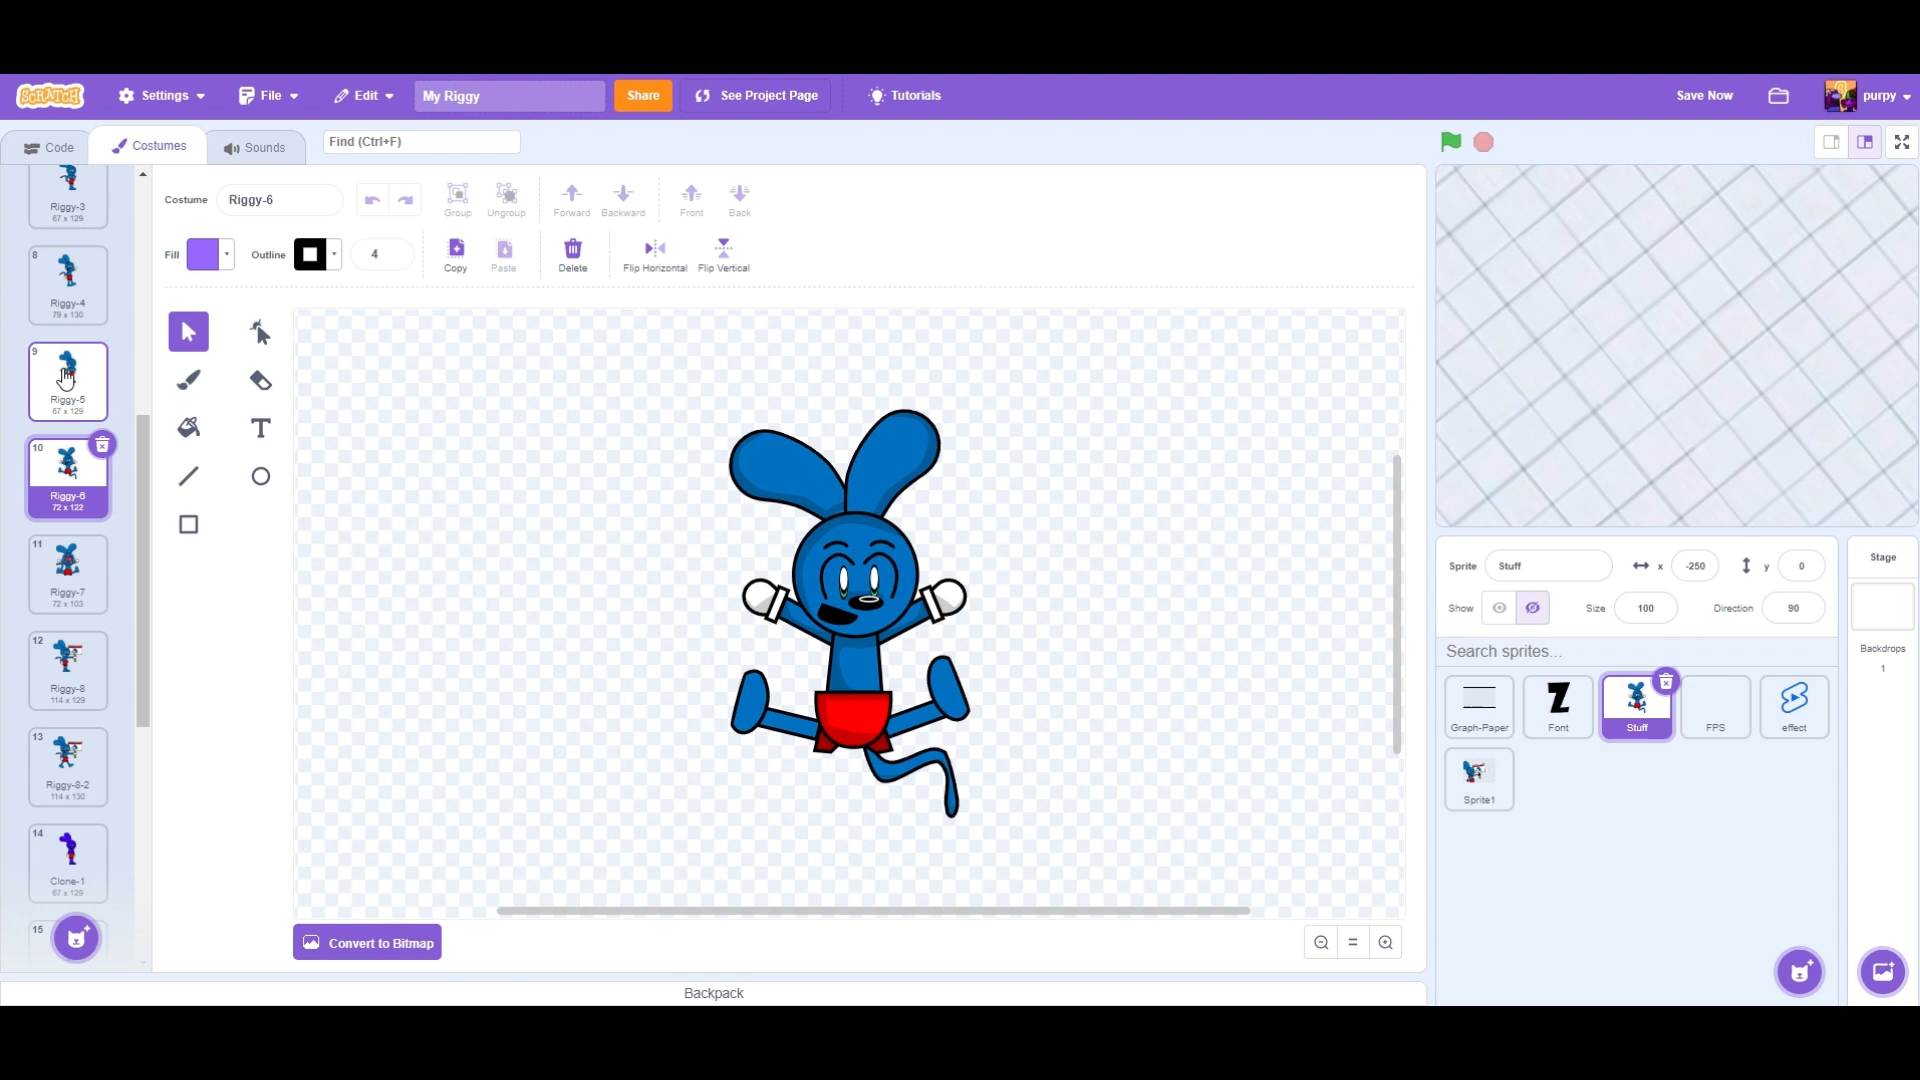 SCRATCH Settings File Edit My Riggy Share See Project Page Tutorials Save Now purpy
Code Costumes Sounds Find (Ctrl+F)
Riggy-3
67 x 129
8
Riggy-4
79 x 130
9
Riggy-5
67 x 129
10
Riggy-6
72 x 122
11
Riggy-7
72 x 103
12
Riggy-8
114 x 129
13
Riggy-8-2
114 x 130
14
Clone-1
67 x 129
15
Costume Riggy-6 Group Ungroup Forward Backward Front Back
Fill Outline 4 Copy Paste Delete Flip Horizontal Flip Vertical
Convert to Bitmap
Backpack
Sprite Stuff x -250 y 0
Show Size 100 Direction 90
Search sprites...
Graph-Paper Z Font Stuff FPS effect
Sprite1
Stage
Backdrops
1